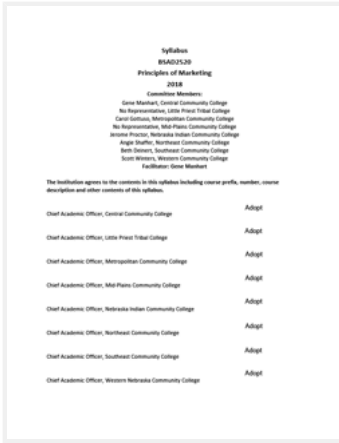 Syllabus
BSAD2520
Principles of Marketing
2018
Committee Members:
Gene Manhart, Central Community College
No Representative, Little Priest Tribal College
Carol Gottuso, Metropolitan Community College
No Representative, Mid-Plains Community College
Jerome Proctor, Nebraska Indian Community College
Angie Shaffer, Northeast Community College
Beth Deinert, Southeast Community College
Scott Winters, Western Community College
Facilitator: Gene Manhart
The Institution agrees to the contents in this syllabus including course prefix, number, course
description and other contents of this syllabus.
Adopt
Chief Academic Officer, Central Community College
Adopt
Chief Academic Officer, Little Priest Tribal College
Adopt
Chief Academic Officer, Metropolitan Community College
Adopt
Chief Academic Officer, Mid-Plains Community College
Adopt
Chief Academic Officer, Nebraska Indian Community College
Adopt
Chief Academic Officer, Northeast Community College
Adopt
Chief Academic Officer, Southeast Community College
Adopt
Chief Academic Officer, Western Nebraska Community College